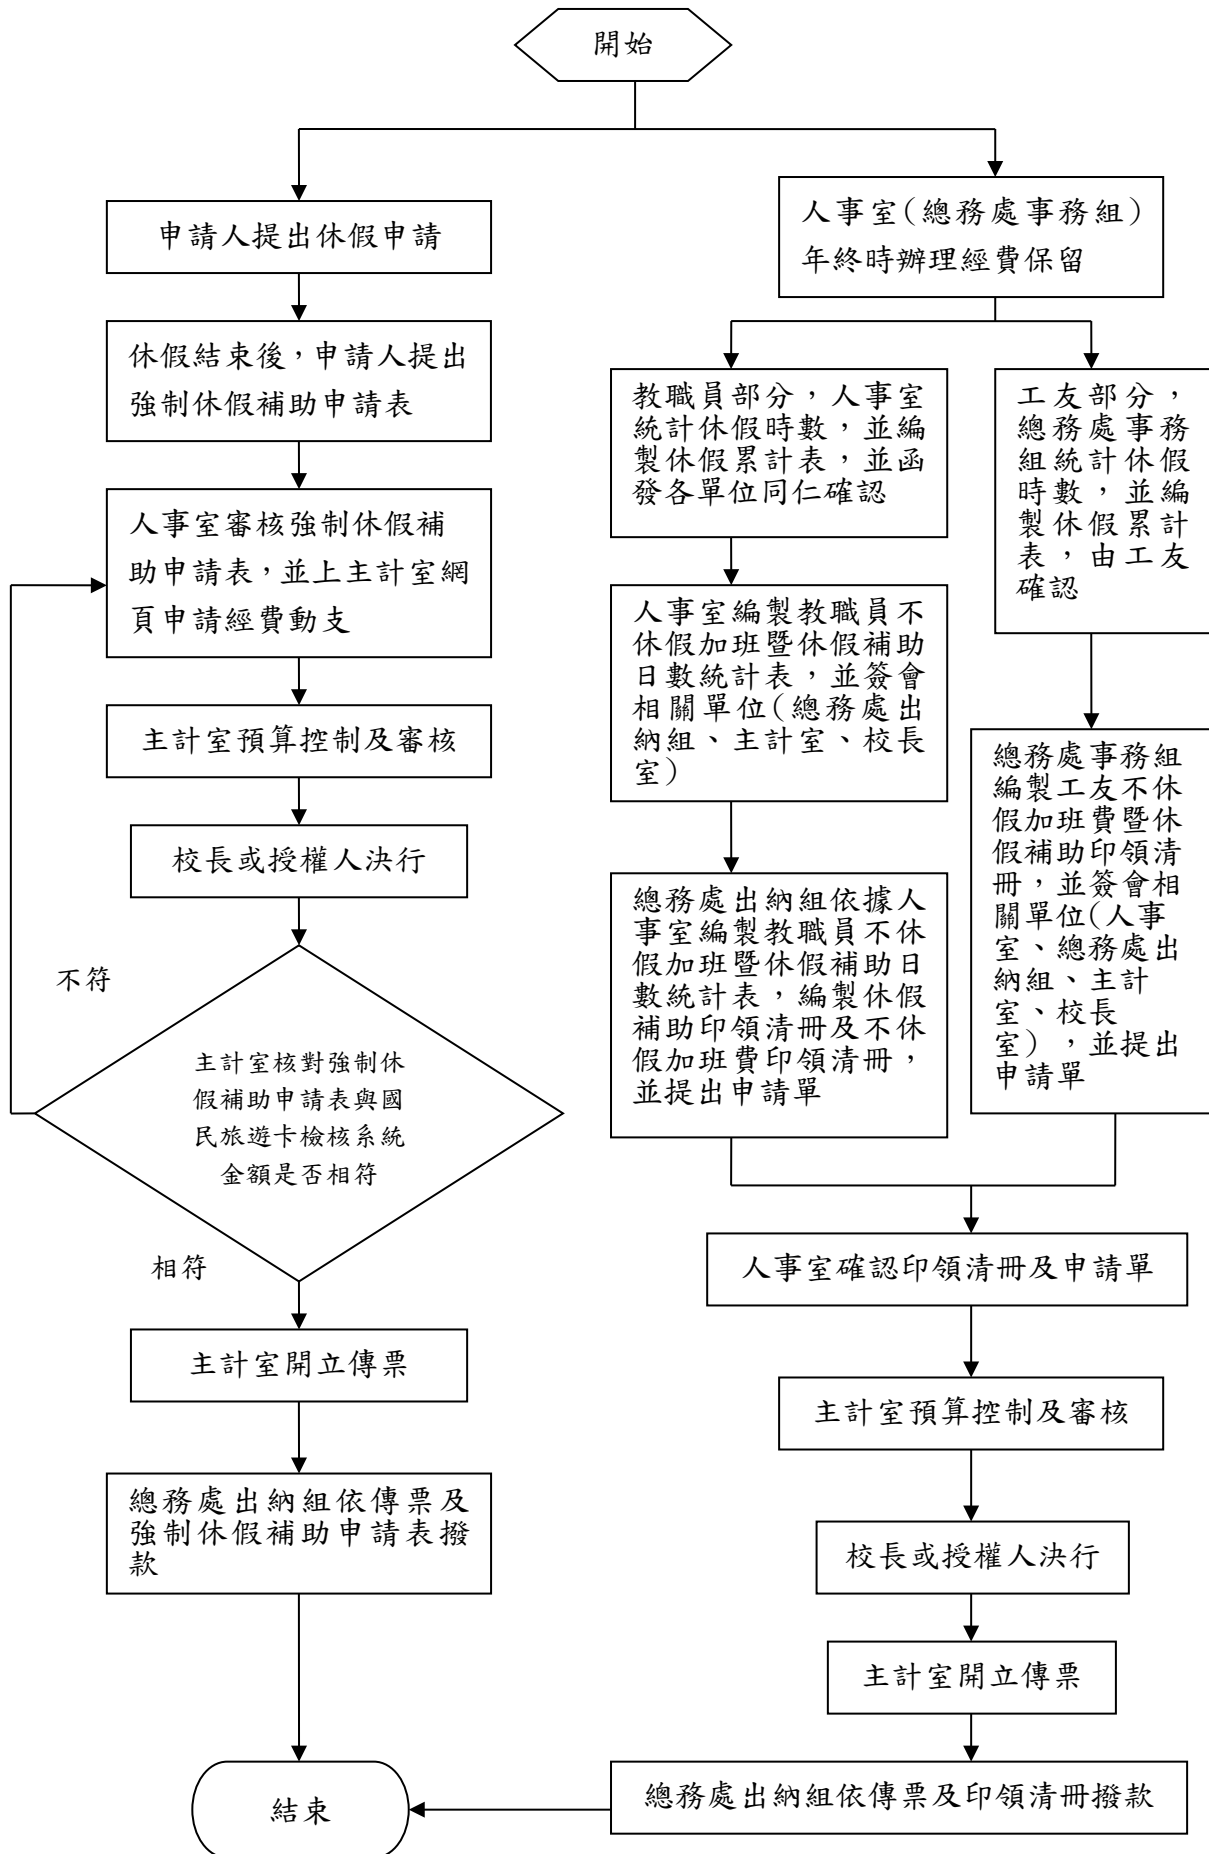 開始
申請人提出休假申請
休假結束後，申請人提出
強制休假補助申請表
人事室審核強制休假補
助申請表，並上主計室網
頁申請經費動支
主計室預算控制及審核
校長或授權人決行
不符
主計室核對強制休
假補助申請表與國
民旅遊卡檢核系統
金額是否相符
相符
主計室開立傳票
總務處出納組依傳票及
強制休假補助申請表撥
款
人事室(總務處事務組)
年終時辦理經費保留
教職員部分，人事室
統計休假時數，並編
製休假累計表，並函
發各單位同仁確認
人事室編製教職員不
休假加班暨休假補助
日數統計表，並簽會
相關單位(總務處出
納組、主計室、校長
室)
總務處出納組依據人
事室編製教職員不休
假加班暨休假補助日
數統計表，編製休假
補助印領清冊及不休
假加班費印領清冊，
並提出申請單
工友部分，
總務處事務
組統計休假
時數，並編
製休假累計
表，由工友
確認
總務處事務組
編製工友不休
假加班費暨休
假補助印領清
冊，並簽會相
關單位(人事
室、總務處出
納組、主計
室、校長
室)，並提出
申請單
人事室確認印領清冊及申請單
主計室預算控制及審核
校長或授權人決行
主計室開立傳票
總務處出納組依傳票及印領清冊撥款
結束